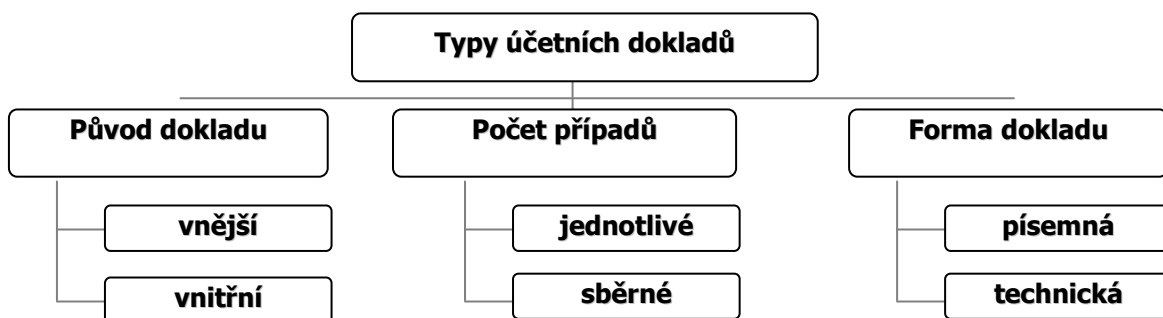 Typy účetních dokladů
Původ dokladu
Počet případů
Forma dokladu
vnější
jednotlivé
písemná
vnitřní
sběrné
technická